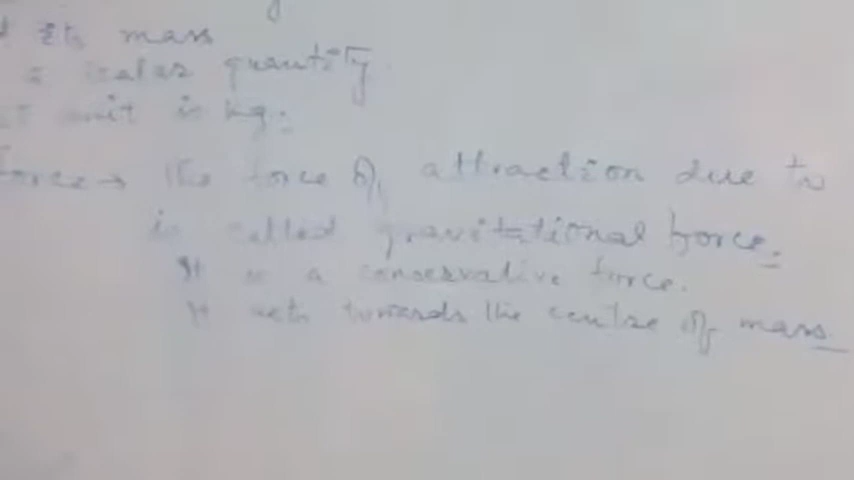 its mass
a scalar quantity.
unit is kg.
force → the force of attraction due to
is called gravitational force.
It is a conservative force.
It acts towards the centre of mass